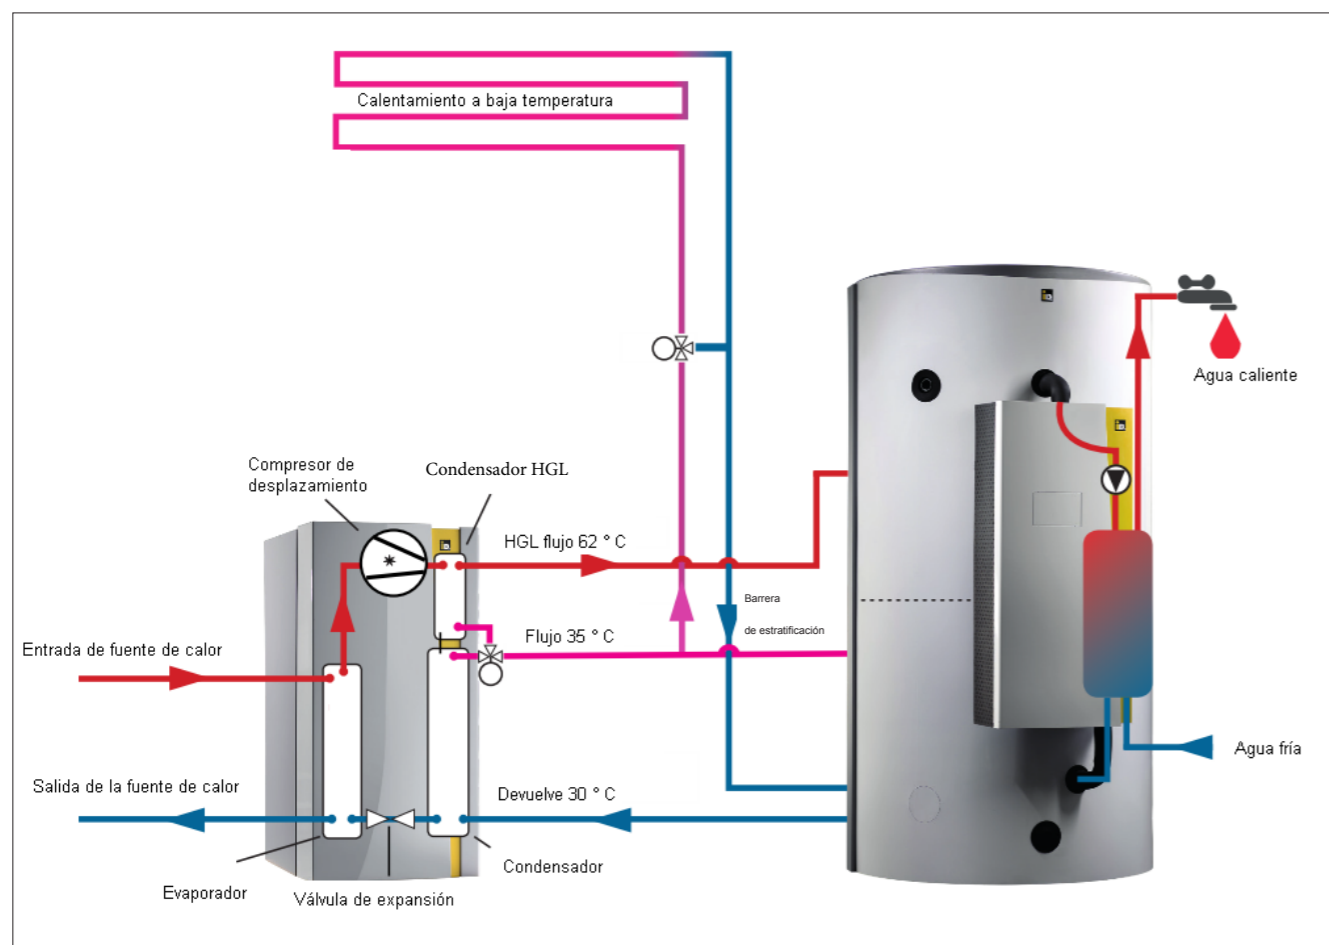 Calentamiento a baja temperatura
Agua caliente
Compresor de
desplazamiento
Condensador HGL
HGL flujo 62 ° C
Barrera
de estratificación
Flujo 35 ° C
Entrada de fuente de calor
Agua fría
Salida de la fuente de calor
Devuelve 30 ° C
Condensador
Evaporador
Válvula de expansión